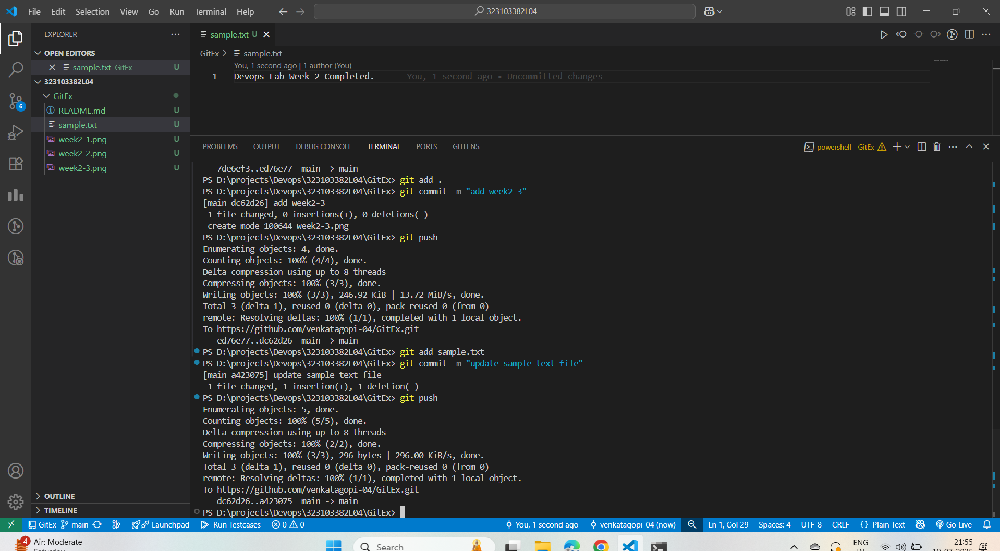 File Edit Selection View Go Run Terminal Help
323103382L04
EXPLORER
OPEN EDITORS
sample.txt GitEx U
323103382L04
GitEx
README.md U
sample.txt U
week2-1.png U
week2-2.png U
week2-3.png U
6
OUTLINE
TIMELINE
sample.txt U
GitEx > sample.txt
You, 1 second ago | 1 author (You)
1 Devops Lab Week-2 Completed. You, 1 second ago • Uncommitted changes
PROBLEMS OUTPUT DEBUG CONSOLE TERMINAL PORTS GITLENS
powershell - GitEx
7de6ef3..ed76e77 main -> main
PS D:\projects\Devops\323103382L04\GitEx> git add .
PS D:\projects\Devops\323103382L04\GitEx> git commit -m "add week2-3"
[main dc62d26] add week2-3
1 file changed, 0 insertions(+), 0 deletions(-)
create mode 100644 week2-3.png
PS D:\projects\Devops\323103382L04\GitEx> git push
Enumerating objects: 4, done.
Counting objects: 100% (4/4), done.
Delta compression using up to 8 threads
Compressing objects: 100% (3/3), done.
Writing objects: 100% (3/3), 246.92 KiB | 13.72 MiB/s, done.
Total 3 (delta 1), reused 0 (delta 0), pack-reused 0 (from 0)
remote: Resolving deltas: 100% (1/1), completed with 1 local object.
To https://github.com/venkatagopi-04/GitEx.git
ed76e77..dc62d26 main -> main
PS D:\projects\Devops\323103382L04\GitEx> git add sample.txt
PS D:\projects\Devops\323103382L04\GitEx> git commit -m "update sample text file"
[main a423075] update sample text file
1 file changed, 1 insertion(+), 1 deletion(-)
PS D:\projects\Devops\323103382L04\GitEx> git push
Enumerating objects: 5, done.
Counting objects: 100% (5/5), done.
Delta compression using up to 8 threads
Compressing objects: 100% (2/2), done.
Writing objects: 100% (3/3), 296 bytes | 296.00 KiB/s, done.
Total 3 (delta 1), reused 0 (delta 0), pack-reused 0 (from 0)
remote: Resolving deltas: 100% (1/1), completed with 1 local object.
To https://github.com/venkatagopi-04/GitEx.git
dc62d26..a423075 main -> main
PS D:\projects\Devops\323103382L04\GitEx>
GitEx main Launchpad Run Testcases 0 0 You, 1 second ago venkatagopi-04 (now) Ln 1, Col 29 Spaces: 4 UTF-8 CRLF {} Plain Text Go Live
4 Air: Moderate
Search
ENG
21:55